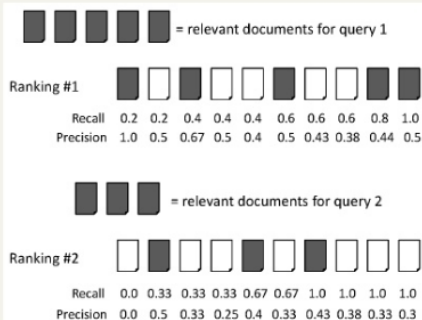 = relevant documents for query 1
Ranking #1
Recall 0.2 0.2 0.4 0.4 0.4 0.6 0.6 0.6 0.8 1.0
Precision 1.0 0.5 0.67 0.5 0.4 0.5 0.43 0.38 0.44 0.5
= relevant documents for query 2
Ranking #2
Recall 0.0 0.33 0.33 0.33 0.67 0.67 1.0 1.0 1.0 1.0
Precision 0.0 0.5 0.33 0.25 0.4 0.33 0.43 0.38 0.33 0.3